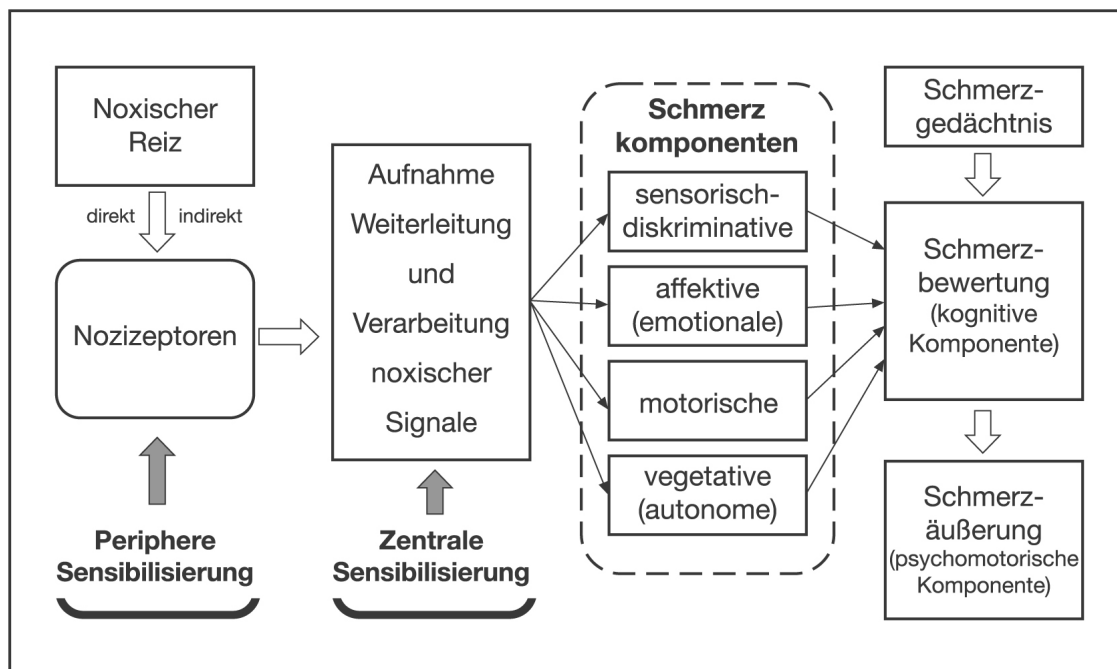 Noxischer
Reiz
direkt
indirekt
Nozizeptoren
Periphere
Sensibilisierung
Aufnahme
Weiterleitung
und
Verarbeitung
noxischer
Signale
Zentrale
Sensibilisierung
Schmerz
komponenten
sensorisch-
diskriminative
affektive
(emotionale)
motorische
vegetative
(autonome)
Schmerz-
gedächtnis
Schmerz-
bewertung
(kognitive
Komponente)
Schmerz-
äußerung
(psychomotorische
Komponente)